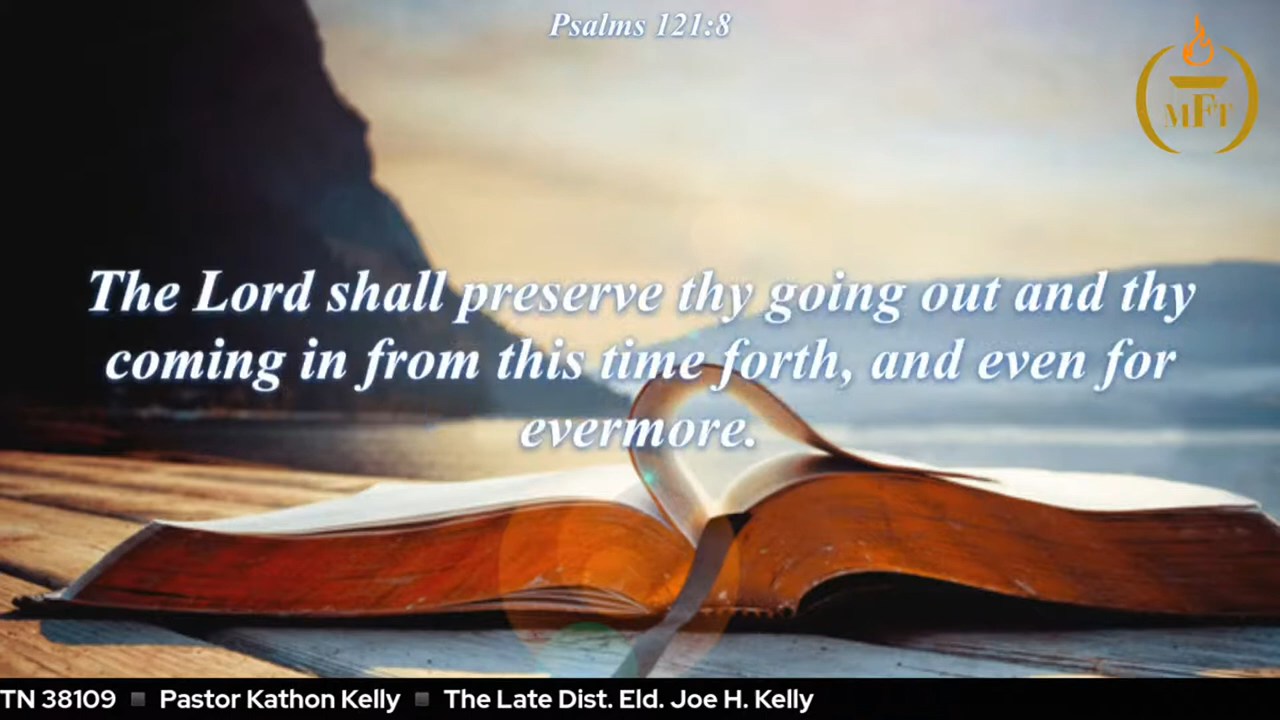 Psalms 121:8
MFT
The Lord shall preserve thy going out and thy
coming in from this time forth, and even for
evermore.
TN 38109 ▪ Pastor Kathon Kelly ▪ The Late Dist. Eld. Joe H. Kelly